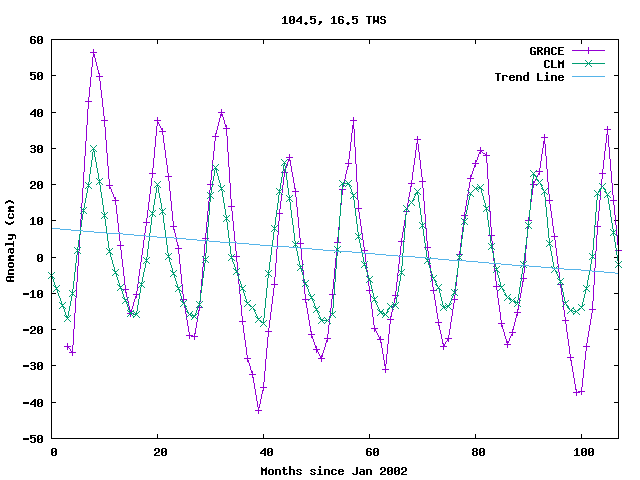 104.5, 16.5 TWS
GRACE
CLM
Trend Line
60
50
40
30
20
10
0
-10
-20
-30
-40
-50
Anomaly (cm)
0 20 40 60 80 100
Months since Jan 2002